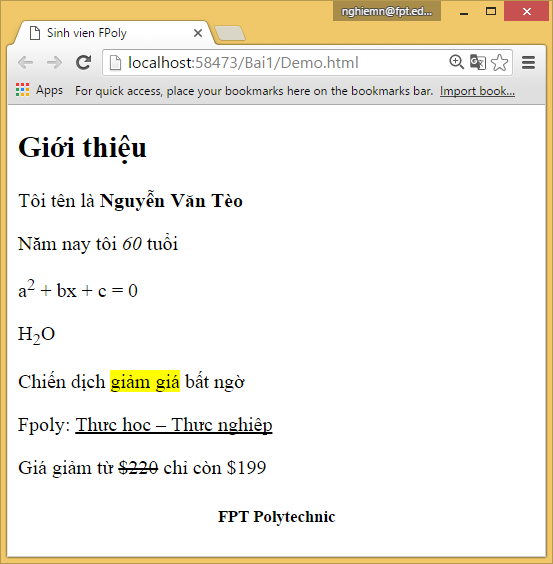 nghiemn@fpt.ed...
Sinh vien FPoly
localhost:58473/Bai1/Demo.html
Apps For quick access, place your bookmarks here on the bookmarks bar. Import book...
Giới thiệu
Tôi tên là Nguyễn Văn Tèo
Năm nay tôi 60 tuổi
a² + bx + c = 0
H₂O
Chiến dịch giảm giá bất ngờ
Fpoly: Thực học – Thực nghiệp
Giá giảm từ $220 chỉ còn $199
FPT Polytechnic